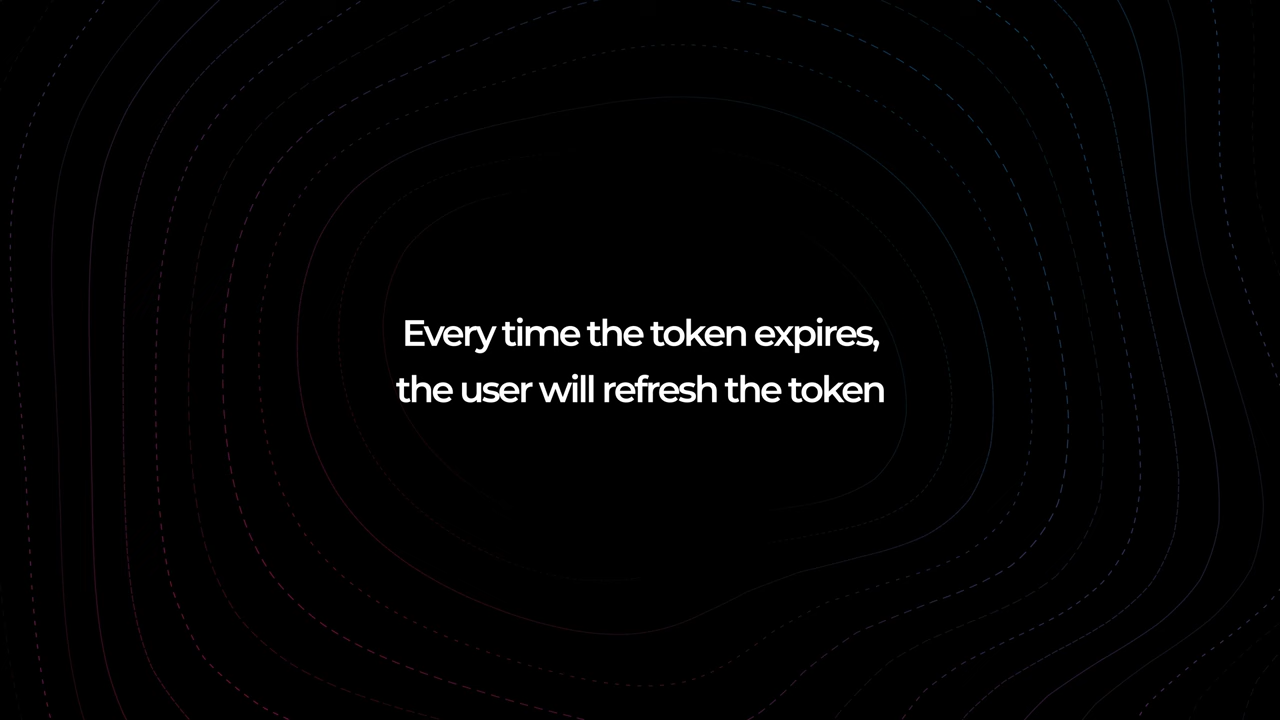 Every time the token expires,
the user will refresh the token